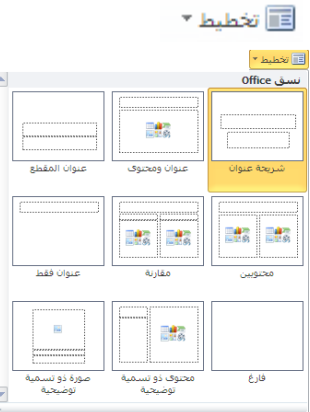 تخطيط
تخطيط
نسق Office
شريحة عنوان
عنوان ومحتوى
عنوان المقطع
محتويين
مقارنة
عنوان فقط
فارغ
محتوى ذو تسمية توضيحية
صورة ذو تسمية توضيحية